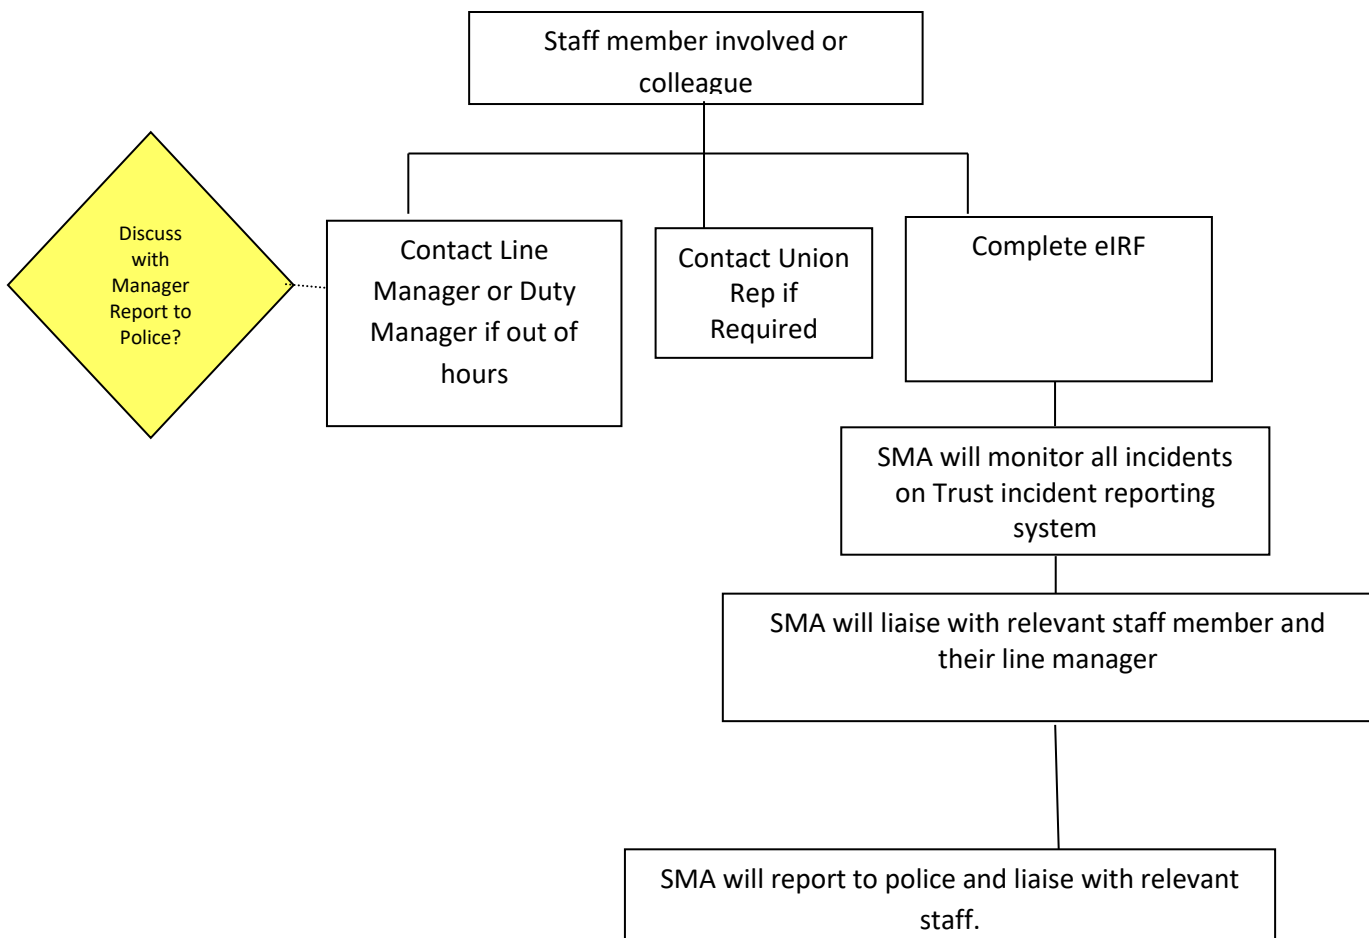 Staff member involved or
colleague
Discuss
with
Manager
Report to
Police?
Contact Line
Manager or Duty
Manager if out of
hours
Contact Union
Rep if
Required
Complete eIRF
SMA will monitor all incidents
on Trust incident reporting
system
SMA will liaise with relevant staff member and
their line manager
SMA will report to police and liaise with relevant
staff.